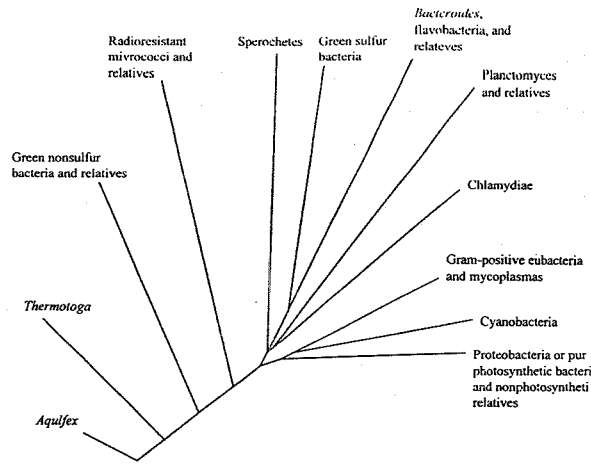 Bacteroides,
flavobacteria, and
relateves
Radioresistant
mivrococci and
relatives
Sperochetes
Green sulfur
bacteria
Planctomyces
and relatives
Green nonsulfur
bacteria and relatives
Chlamydiae
Gram-positive eubacteria
and mycoplasmas
Thermotoga
Cyanobacteria
Proteobacteria or pur
photosynthetic bacteri
and nonphotosyntheti
relatives
Aqulfex